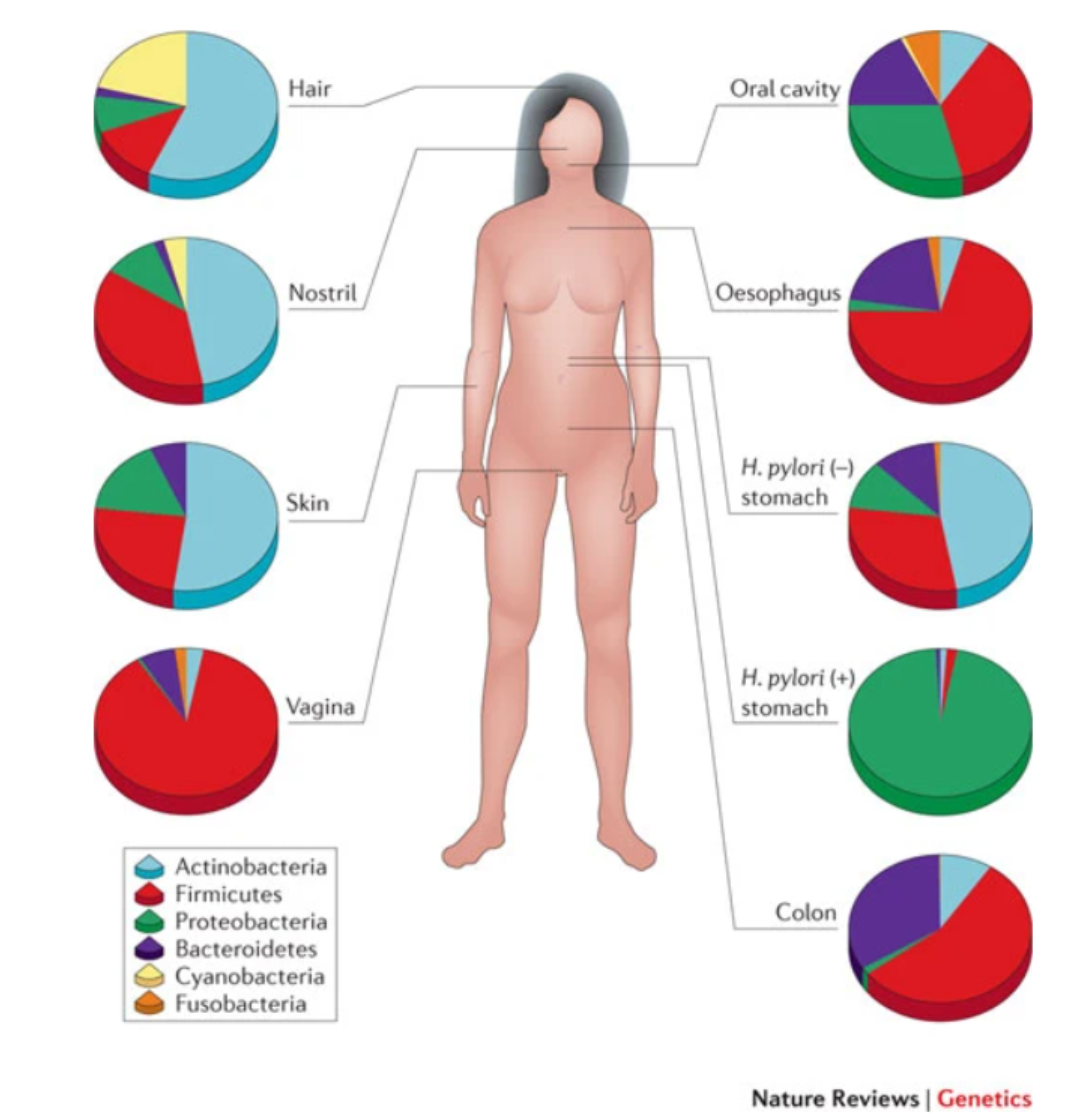 Hair
Nostril
Skin
Vagina
Oral cavity
Oesophagus
H. pylori (–)
stomach
H. pylori (+)
stomach
Colon
Actinobacteria
Firmicutes
Proteobacteria
Bacteroidetes
Cyanobacteria
Fusobacteria
Nature Reviews | Genetics